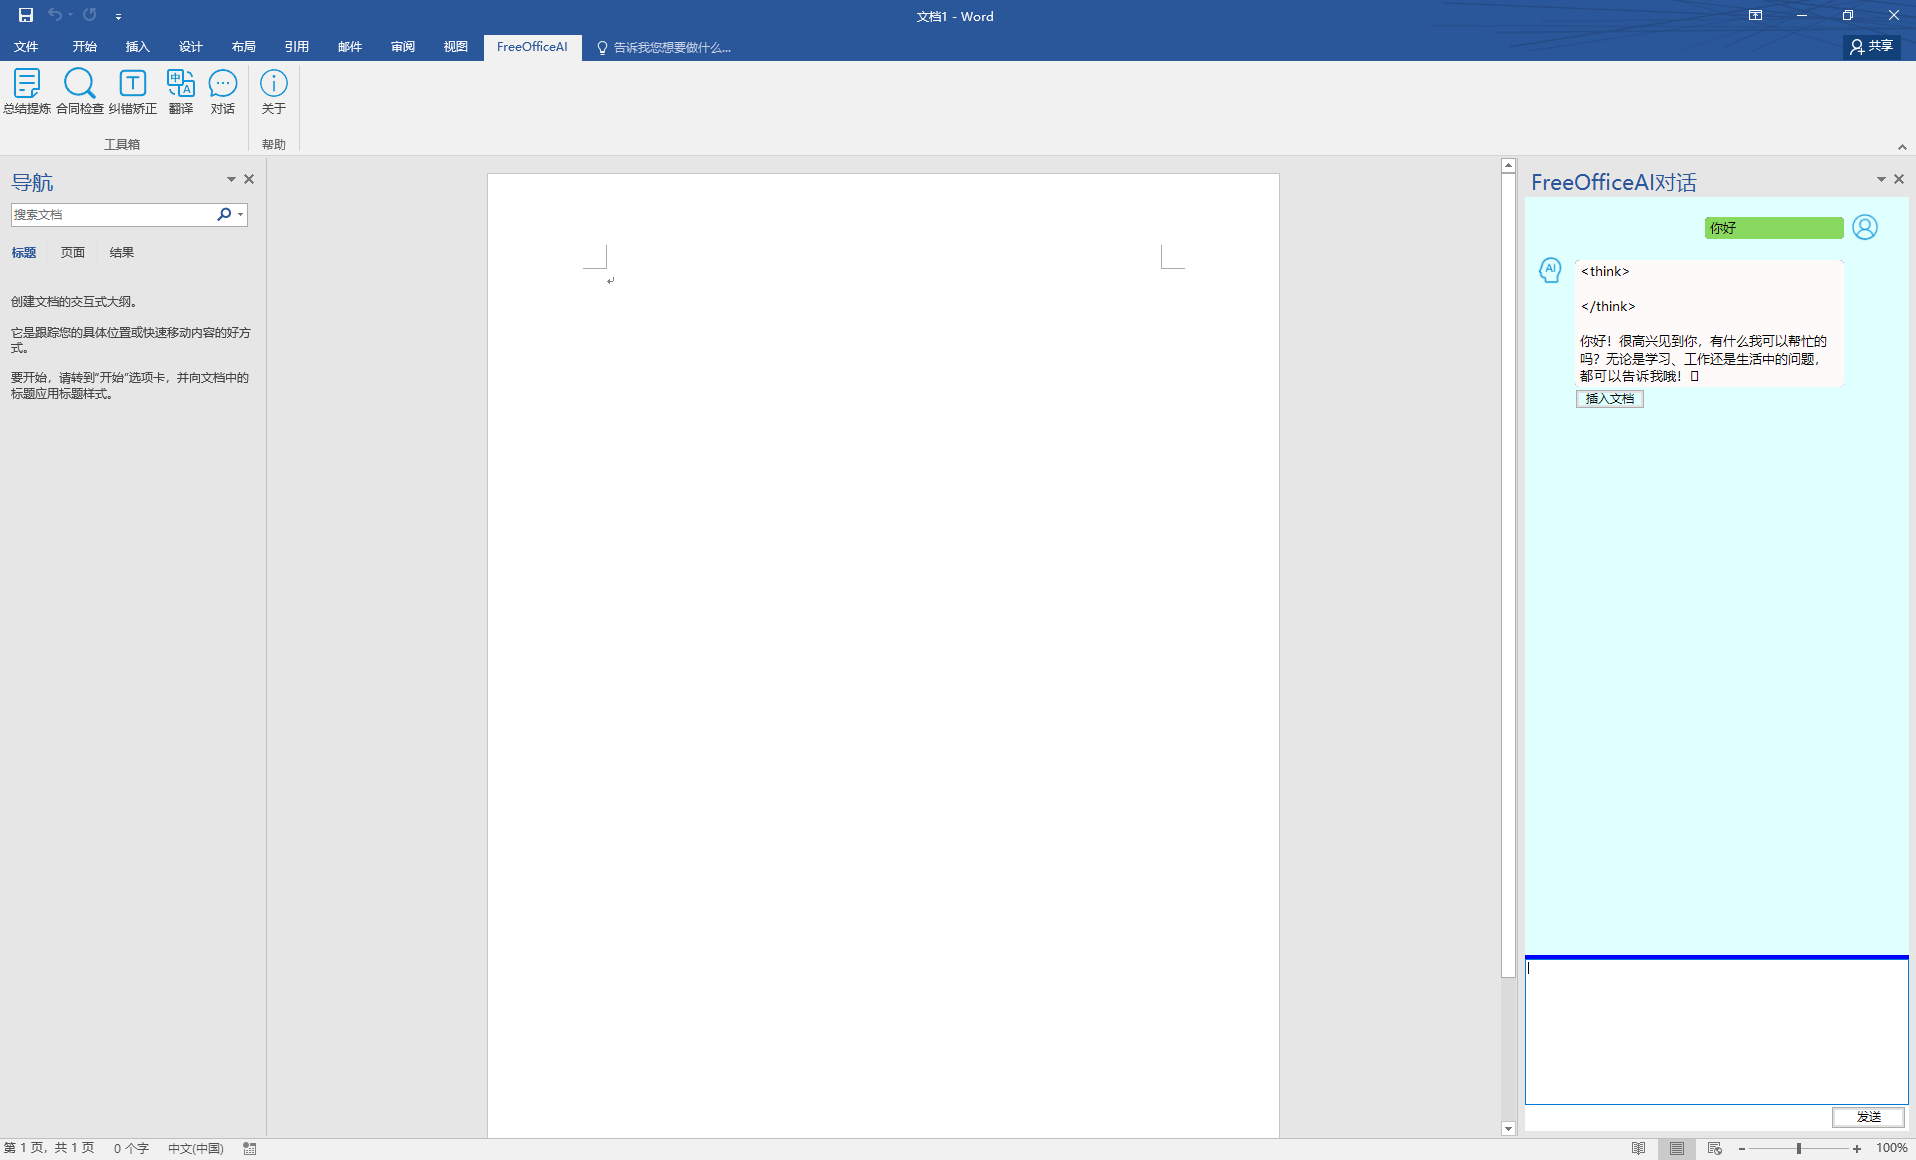 文档1 - Word
文件 开始 插入 设计 布局 引用 邮件 审阅 视图 FreeOfficeAI 告诉我您想要做什么...
共享
总结提炼 合同检查 纠错矫正 翻译 对话 关于
工具箱 帮助
导航
搜索文档
标题 页面 结果
创建文档的交互式大纲。
它是跟踪您的具体位置或快速移动内容的好方
式。
要开始，请转到"开始"选项卡，并向文档中的
标题应用标题样式。
FreeOfficeAI对话
你好
AI
<think>
</think>
你好！很高兴见到你，有什么我可以帮忙的
吗？无论是学习、工作还是生活中的问题，
都可以告诉我哦！
插入文档
发送
第 1 页，共 1 页 0 个字 中文(中国)
100%